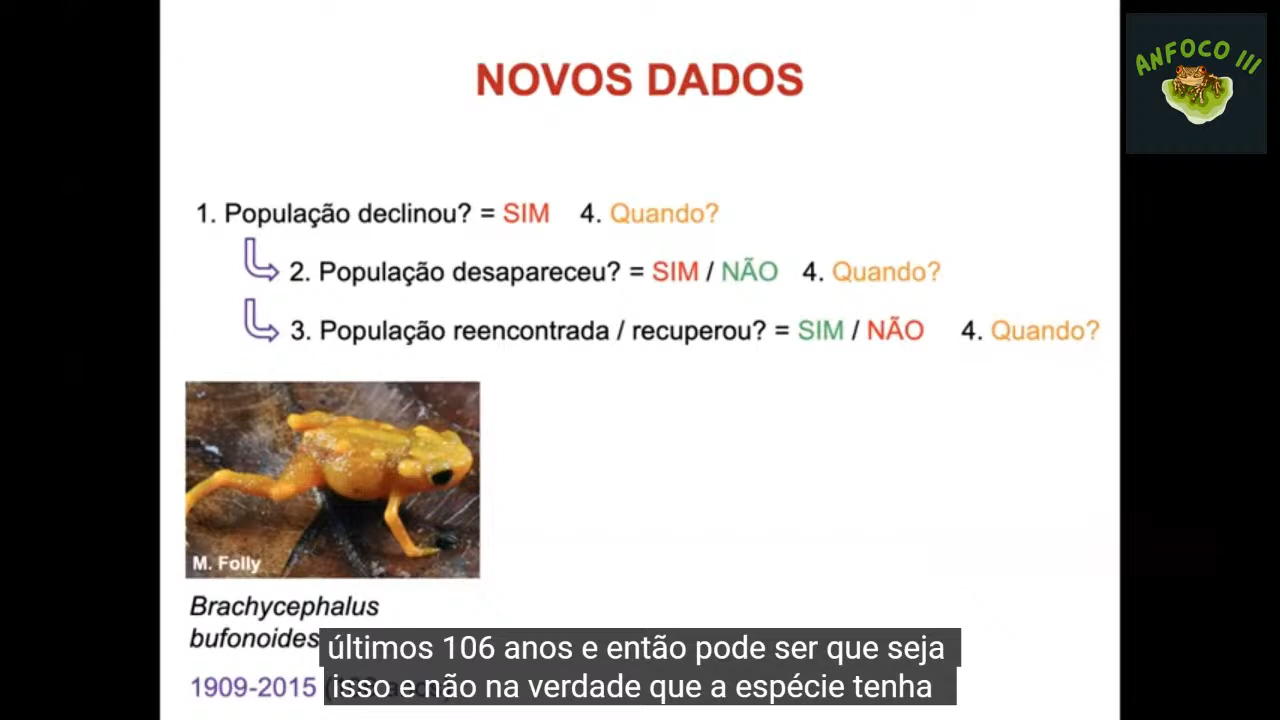 ANFOCO III
NOVOS DADOS
1. População declinou? = SIM 4. Quando?
2. População desapareceu? = SIM / NÃO 4. Quando?
3. População reencontrada / recuperou? = SIM / NÃO 4. Quando?
M. Folly
Brachycephalus
bufonoides
1909-2015
últimos 106 anos e então pode ser que seja
isso e não na verdade que a espécie tenha